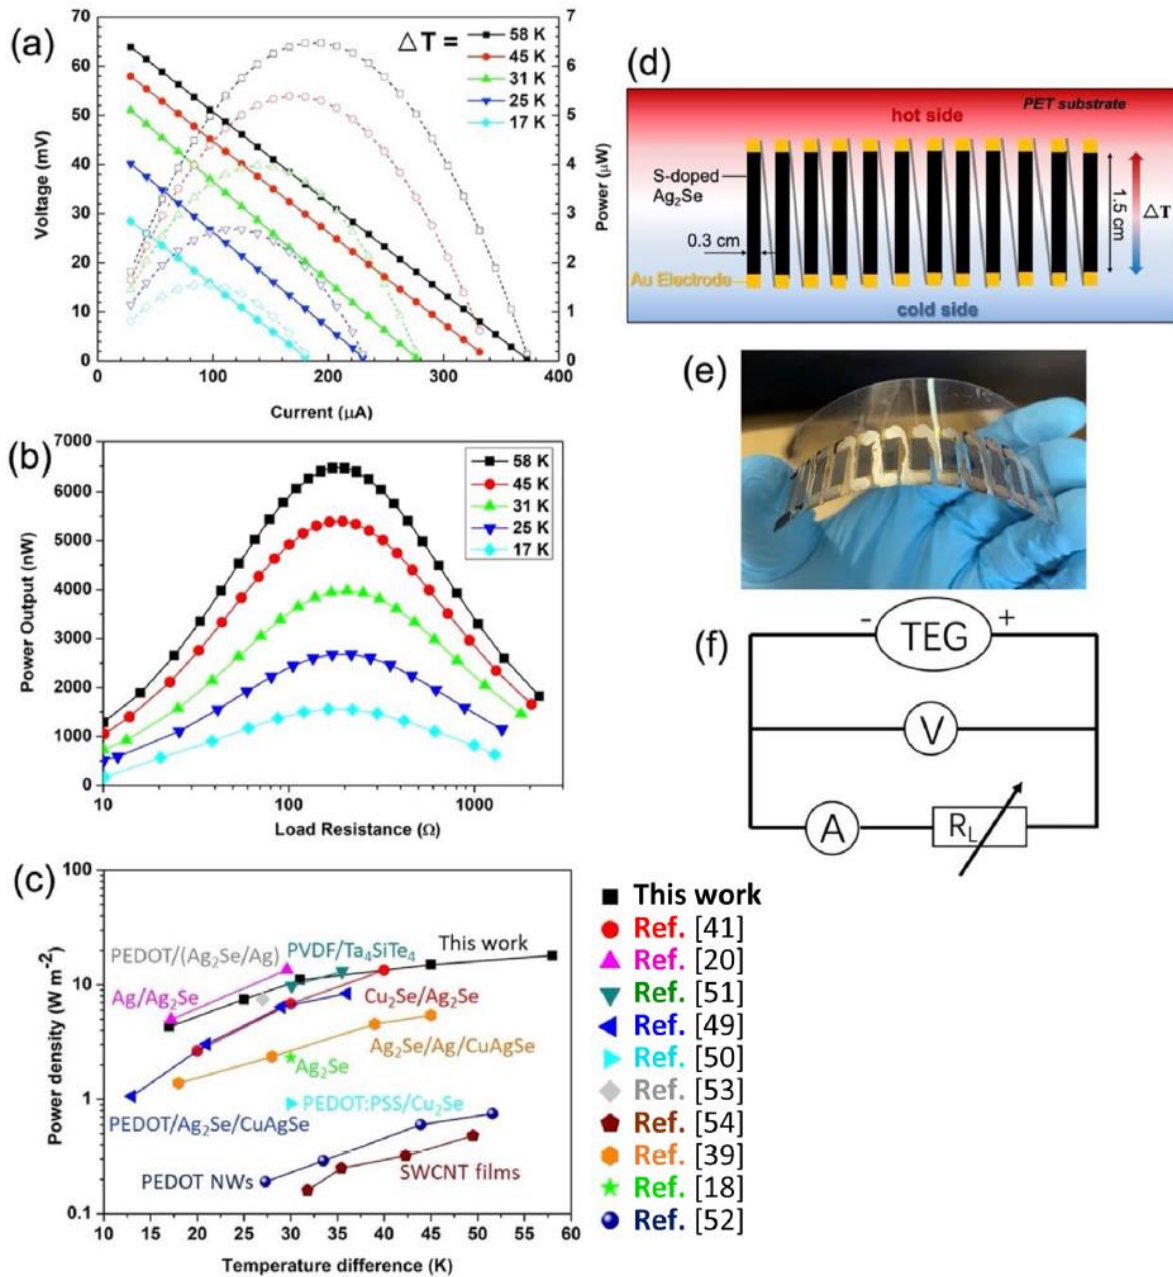 (a)
70
60
50
40
30
20
10
0
Voltage (mV)
△T =
58 K
45 K
31 K
25 K
17 K
7
6
5
4
3
2
1
0
Power (μW)
0
100
200
300
400
Current (μA)
(b)
7000
6000
5000
4000
3000
2000
1000
0
Power Output (nW)
58 K
45 K
31 K
25 K
17 K
10
100
1000
Load Resistance (Ω)
(c)
100
10
1
0.1
Power density (W m⁻²)
PEDOT/(Ag₂Se/Ag)
PVDF/Ta₄SiTe₄
This work
Ag/Ag₂Se
Cu₂Se/Ag₂Se
Ag₂Se/Ag/CuAgSe
Ag₂Se
PEDOT:PSS/Cu₂Se
PEDOT/Ag₂Se/CuAgSe
PEDOT NWs
SWCNT films
10
15
20
25
30
35
40
45
50
55
60
Temperature difference (K)
This work
Ref. [41]
Ref. [20]
Ref. [51]
Ref. [49]
Ref. [50]
Ref. [53]
Ref. [54]
Ref. [39]
Ref. [18]
Ref. [52]
(d)
PET substrate
hot side
S-doped
Ag₂Se
0.3 cm
1.5 cm
ΔT
Au Electrode
cold side
(e)
(f)
- TEG +
V
A
R_L